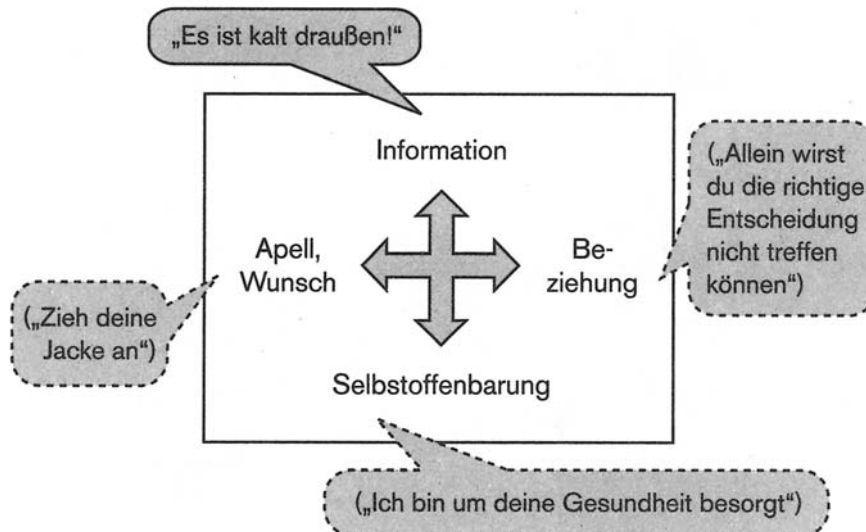 „Es ist kalt draußen!“
Information
(„Allein wirst
du die richtige
Entscheidung
nicht treffen
können“)
Apell,
Wunsch
Be-
ziehung
(„Zieh deine
Jacke an“)
Selbstoffenbarung
(„Ich bin um deine Gesundheit besorgt“)